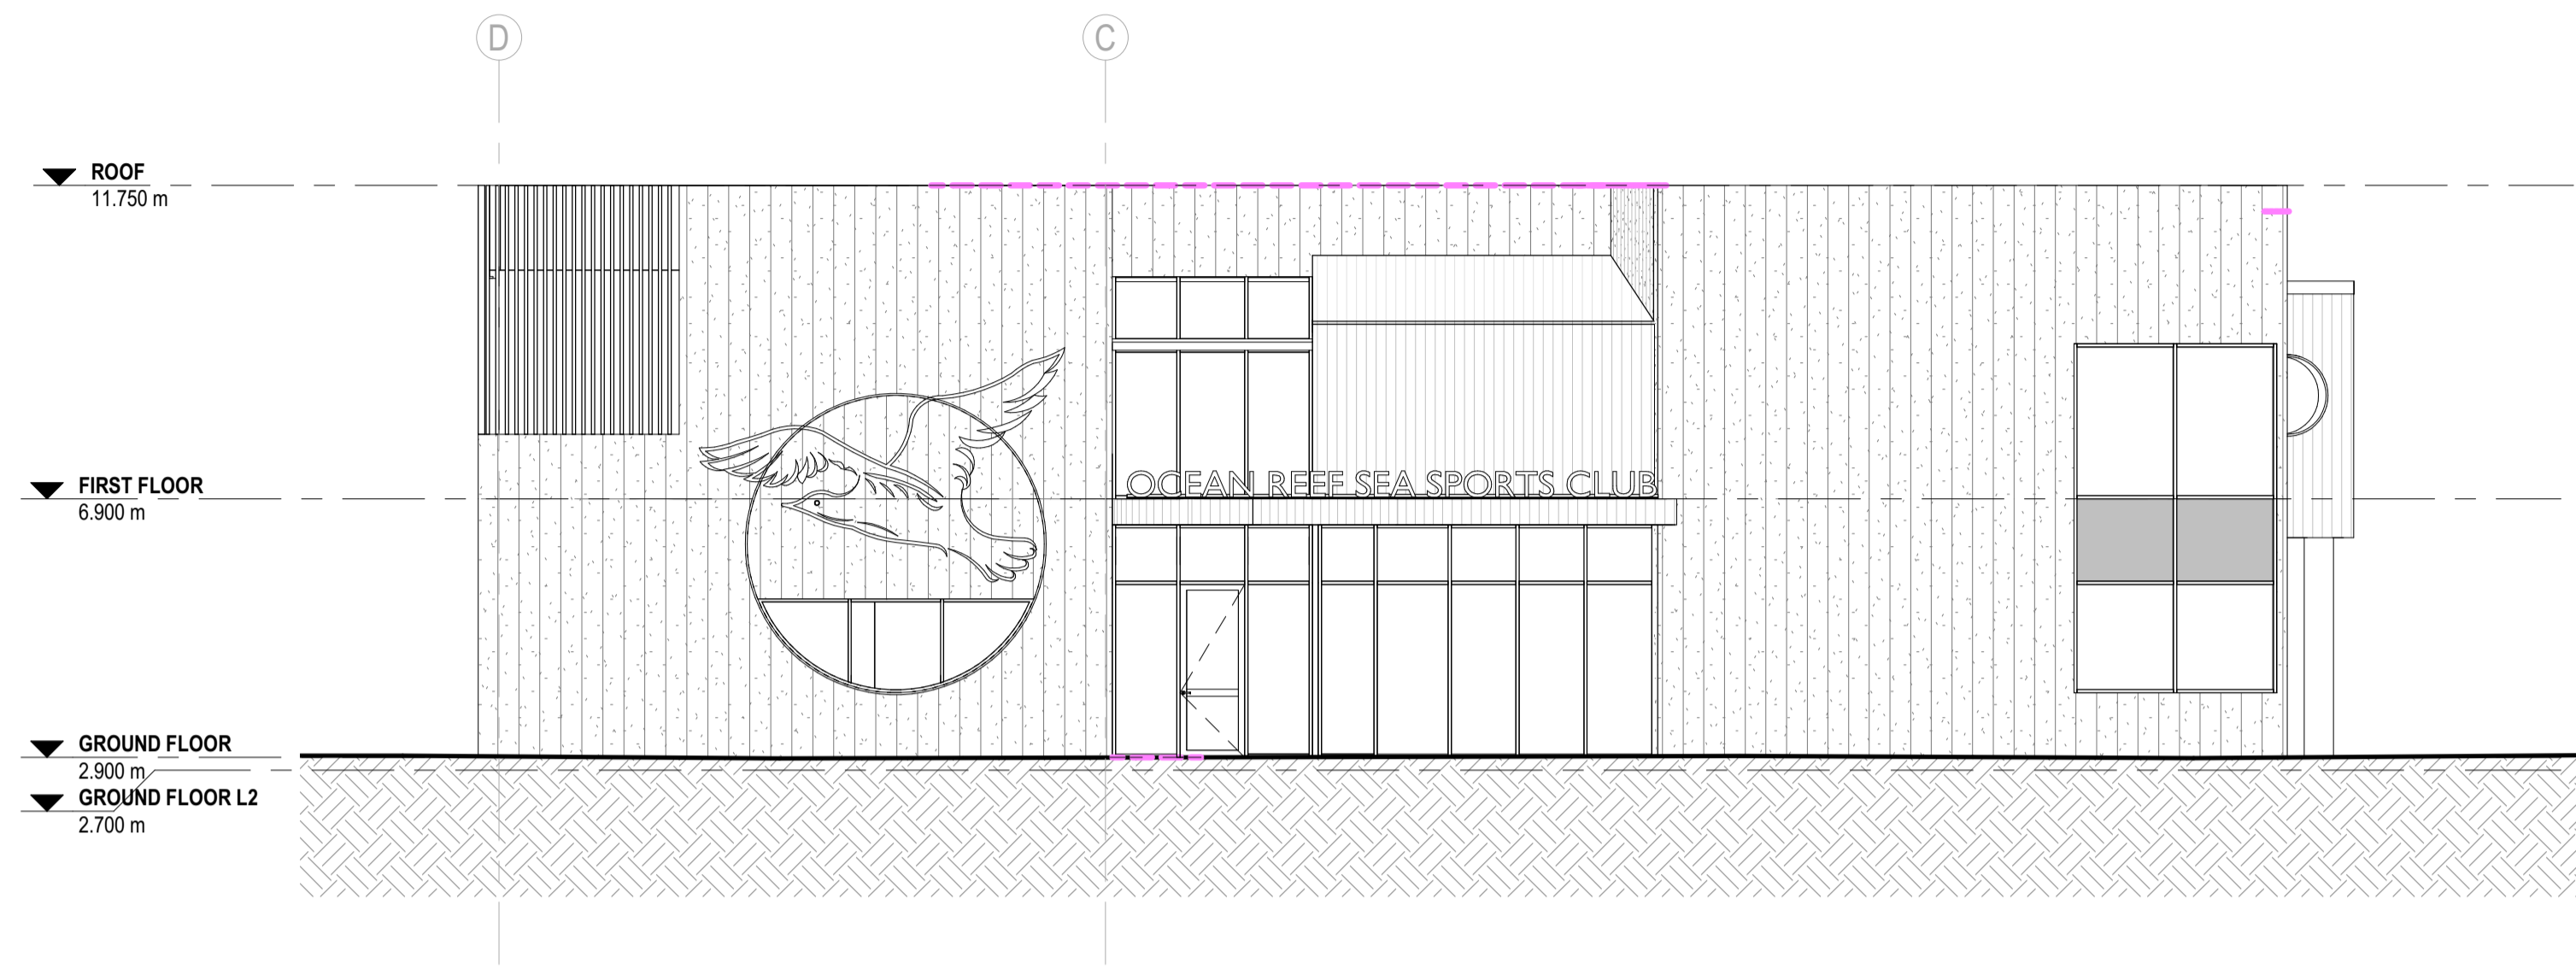 D
C
ROOF
11.750 m
FIRST FLOOR
6.900 m
OCEAN REEF SEA SPORTS CLUB
GROUND FLOOR
2.900 m
GROUND FLOOR L2
2.700 m